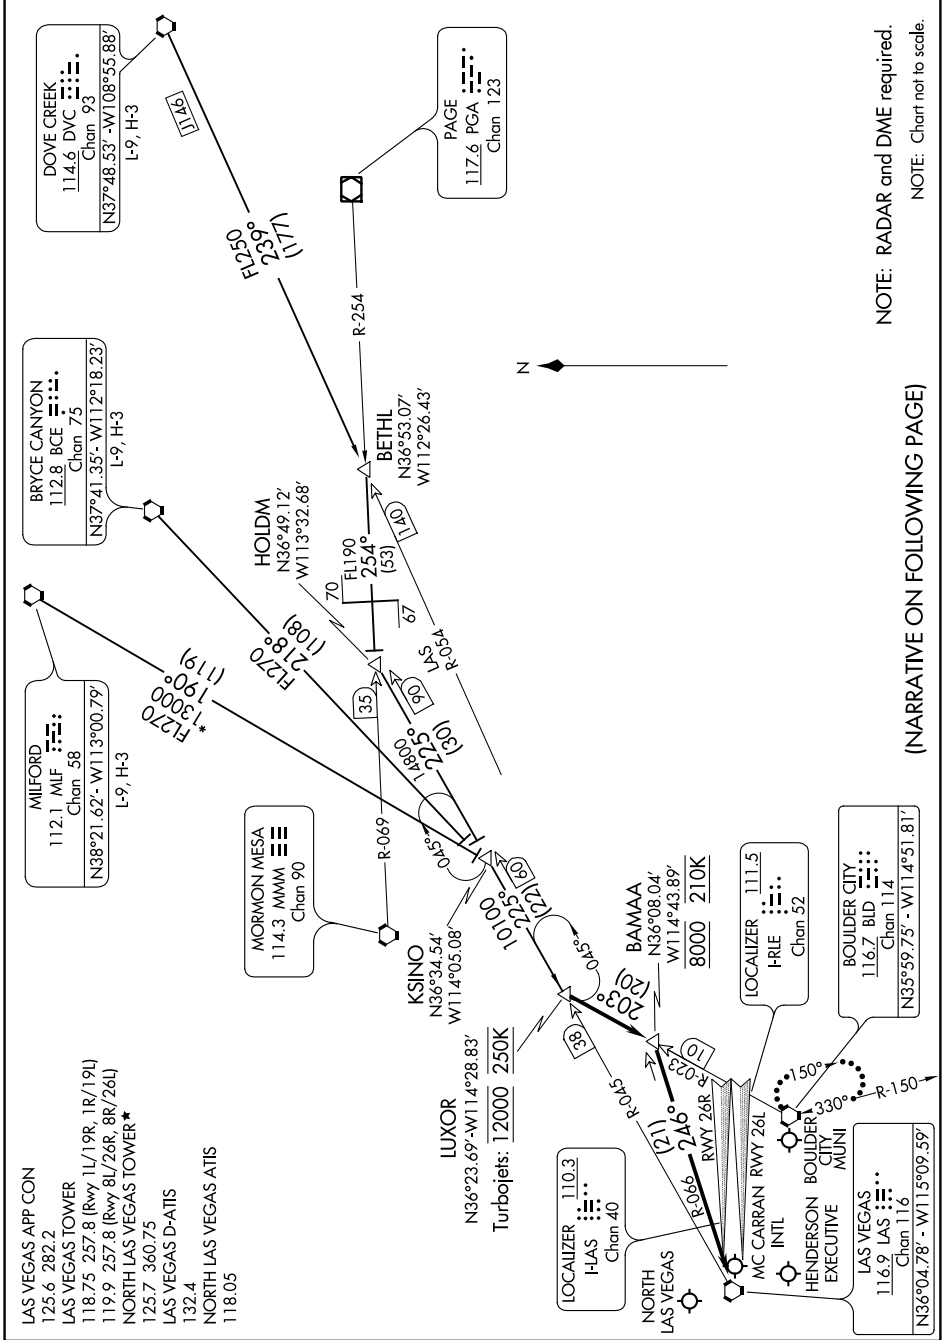 LAS VEGAS APP CON
125.6 282.2
LAS VEGAS TOWER
118.75 257.8 (Rwy 1L/19R, 1R/19L)
119.9 257.8 (Rwy 8L/26R, 8R/26L)
NORTH LAS VEGAS TOWER★
125.7 360.75
LAS VEGAS D-ATIS
132.4
NORTH LAS VEGAS ATIS
118.05
MILFORD
112.1 MLF
Chan 58
N38°21.62′- W113°00.79′
L-9, H-3
BRYCE CANYON
112.8 BCE
Chan 75
N37°41.35′- W112°18.23′
L-9, H-3
DOVE CREEK
114.6 DVC
Chan 93
N37°48.53′ -W108°55.88′
L-9, H-3
J146
FL250
239°
(177)
FL270
*13000
190°
(119)
FL270
218°
(108)
HOLDM
N36°49.12′
W113°32.68′
70
FL190
254°
(53)
67
BETHL
N36°53.07′
W112°26.43′
R-254
PAGE
117.6 PGA
Chan 123
140
LAS
R-054
MORMON MESA
114.3 MMM
Chan 90
R-069
35
90
14800
225°
(30)
045°
KSINO
N36°34.54′
W114°05.08′
60
10100
225°
(22)
045°
N
LUXOR
N36°23.69′-W114°28.83′
Turbojets: 12000 250K
38
R-045
203°
(20)
BAMAA
N36°08.04′
W114°43.89′
8000 210K
10
R-023
(21)
246°
R-066
LOCALIZER 110.3
I-LAS
Chan 40
LOCALIZER 111.5
I-RLE
Chan 52
RWY 26R
RWY 26L
NORTH
LAS VEGAS
MC CARRAN
INTL
HENDERSON
EXECUTIVE
BOULDER
CITY
MUNI
150°
330°
R-150
BOULDER CITY
116.7 BLD
Chan 114
N35°59.75′ - W114°51.81′
LAS VEGAS
116.9 LAS
Chan 116
N36°04.78′ - W115°09.59′
NOTE: RADAR and DME required.
NOTE: Chart not to scale.
(NARRATIVE ON FOLLOWING PAGE)